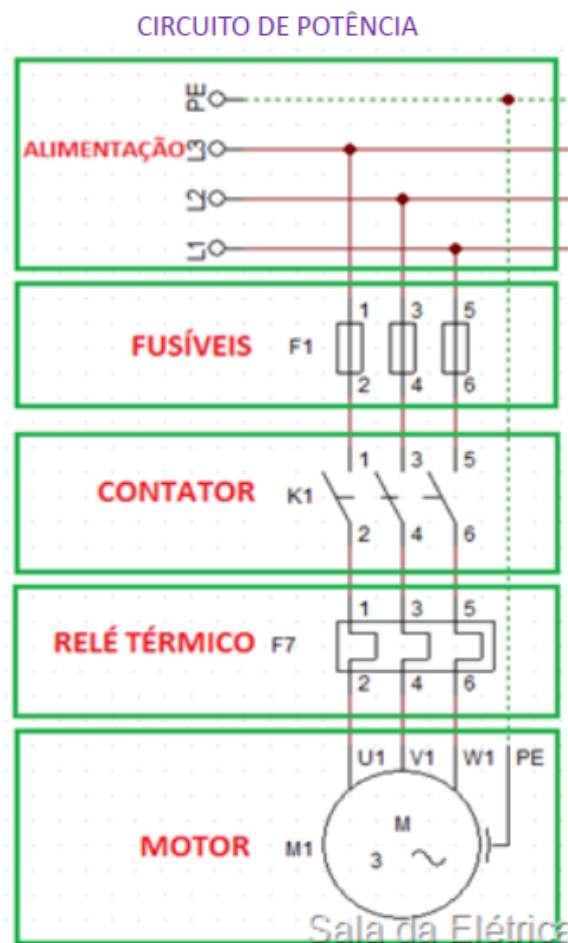 CIRCUITO DE POTÊNCIA
PE
ALIMENTAÇÃO L3
L2
L1
1 3 5
FUSÍVEIS F1
2 4 6
1 3 5
CONTATOR K1
2 4 6
1 3 5
RELÉ TÉRMICO F7
2 4 6
U1 V1 W1 PE
M
MOTOR M1 3
Sala da Elétrica